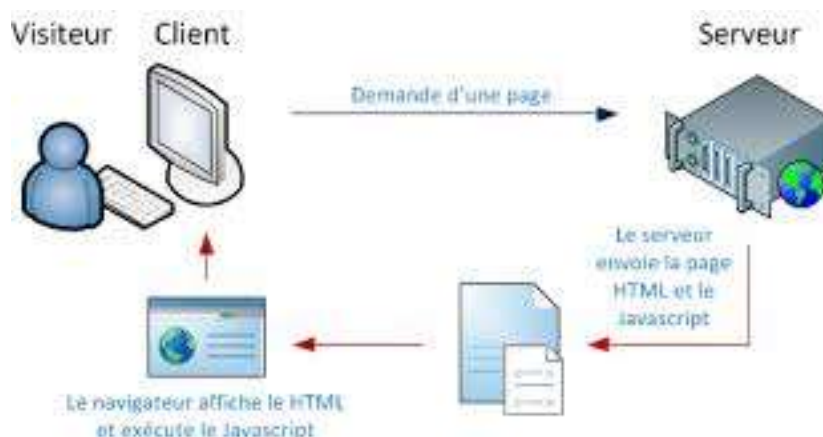 Visiteur Client Serveur
Demande d'une page
Le serveur
envoie la page
HTML et le
Javascript
Le navigateur affiche le HTML
et exécute le Javascript